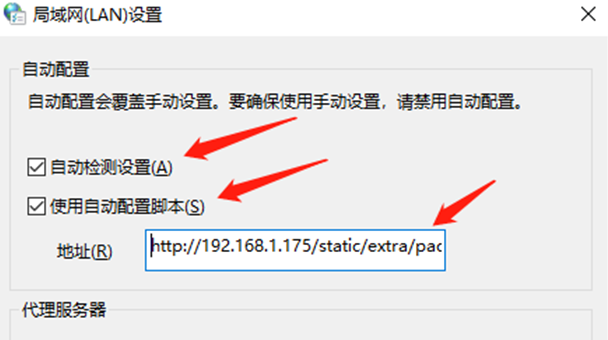 局域网(LAN)设置
自动配置
自动配置会覆盖手动设置。要确保使用手动设置，请禁用自动配置。
自动检测设置(A)
使用自动配置脚本(S)
地址(R) http://192.168.1.175/static/extra/pac
代理服务器